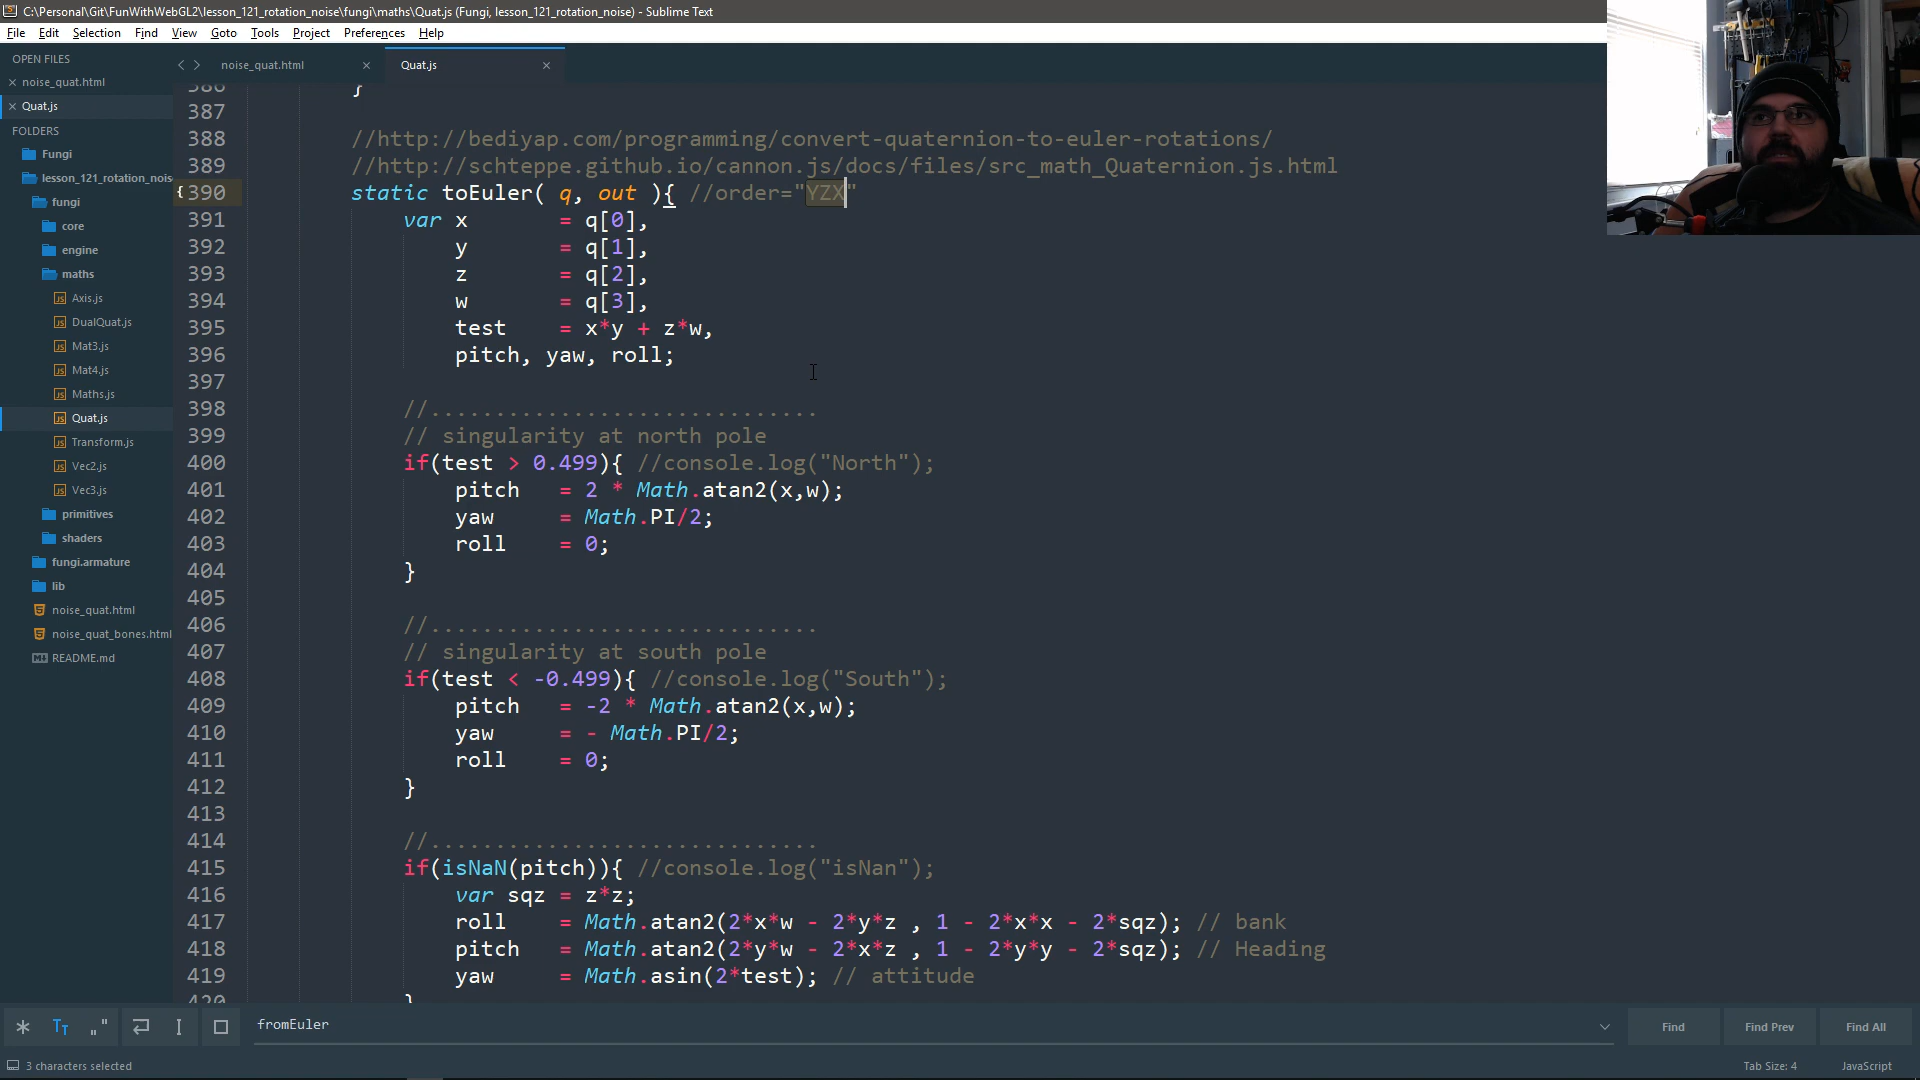 C:\Personal\Git\FunWithWebGL2\lesson_121_rotation_noise\fungi\maths\Quat.js (Fungi, lesson_121_rotation_noise) - Sublime Text
File Edit Selection Find View Goto Tools Project Preferences Help
OPEN FILES
noise_quat.html
Quat.js
FOLDERS
Fungi
lesson_121_rotation_nois
fungi
core
engine
maths
Axis.js
DualQuat.js
Mat3.js
Mat4.js
Maths.js
Quat.js
Transform.js
Vec2.js
Vec3.js
primitives
shaders
fungi.armature
lib
noise_quat.html
noise_quat_bones.html
README.md
noise_quat.html
Quat.js
386 }
387
388 //http://bediyap.com/programming/convert-quaternion-to-euler-rotations/
389 //http://schteppe.github.io/cannon.js/docs/files/src_math_Quaternion.js.html
390 static toEuler( q, out ){ //order="YZX"
391 var x = q[0],
392 y = q[1],
393 z = q[2],
394 w = q[3],
395 test = x*y + z*w,
396 pitch, yaw, roll;
397
398 //..............................
399 // singularity at north pole
400 if(test > 0.499){ //console.log("North");
401 pitch = 2 * Math.atan2(x,w);
402 yaw = Math.PI/2;
403 roll = 0;
404 }
405
406 //..............................
407 // singularity at south pole
408 if(test < -0.499){ //console.log("South");
409 pitch = -2 * Math.atan2(x,w);
410 yaw = - Math.PI/2;
411 roll = 0;
412 }
413
414 //..............................
415 if(isNaN(pitch)){ //console.log("isNan");
416 var sqz = z*z;
417 roll = Math.atan2(2*x*w - 2*y*z , 1 - 2*x*x - 2*sqz); // bank
418 pitch = Math.atan2(2*y*w - 2*x*z , 1 - 2*y*y - 2*sqz); // Heading
419 yaw = Math.asin(2*test); // attitude
420 }
fromEuler
Find
Find Prev
Find All
3 characters selected
Tab Size: 4
JavaScript